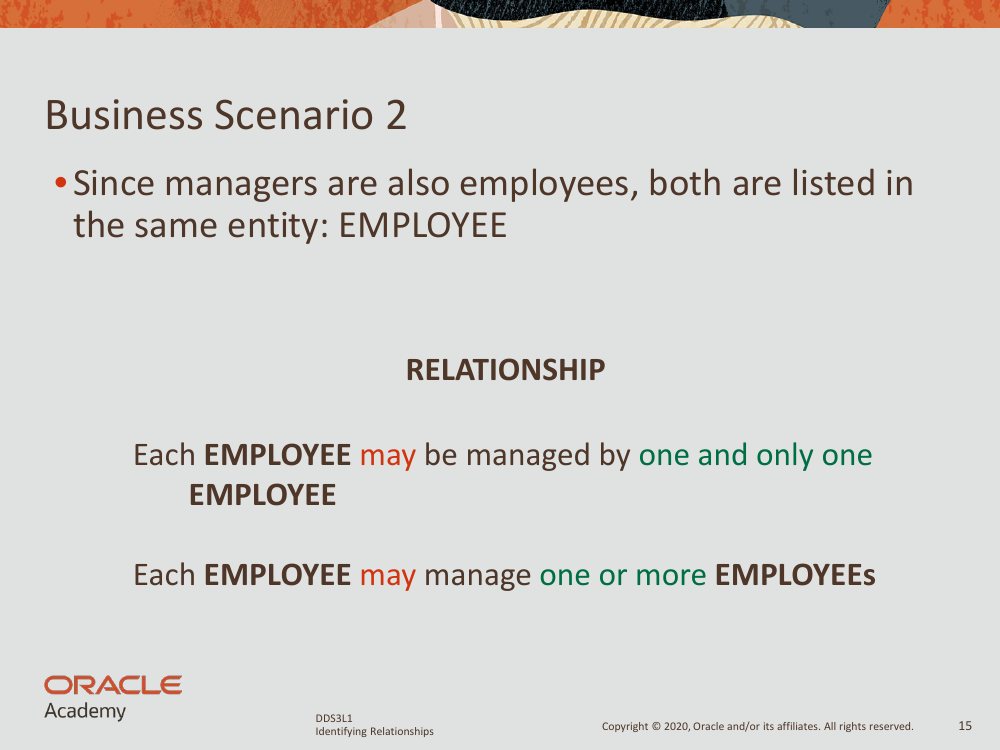 Business Scenario 2
•Since managers are also employees, both are listed in
the same entity: EMPLOYEE
RELATIONSHIP
Each EMPLOYEE may be managed by one and only one
EMPLOYEE
Each EMPLOYEE may manage one or more EMPLOYEEs
ORACLE
Academy
DDS3L1
Identifying Relationships
Copyright © 2020, Oracle and/or its affiliates. All rights reserved.
15